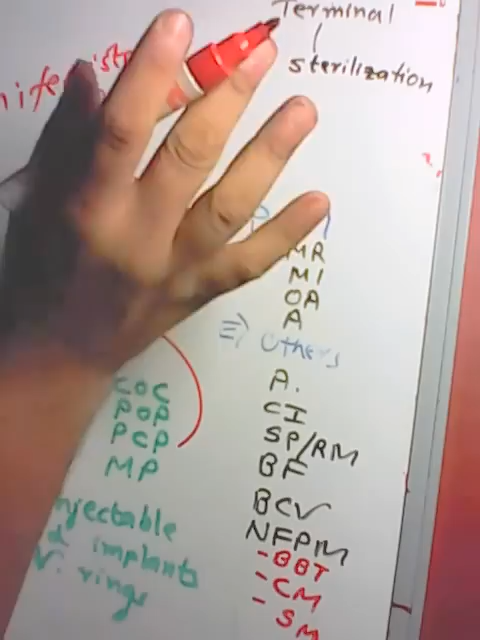 Terminal
sterilization
MR
MI
OA
A
⇒) Others
A.
CI
SP/RM
BF
BCV
NFPM
- BBT
- CM
- SM
COC
POP
PCP
MP
njectable
implants
V. rings